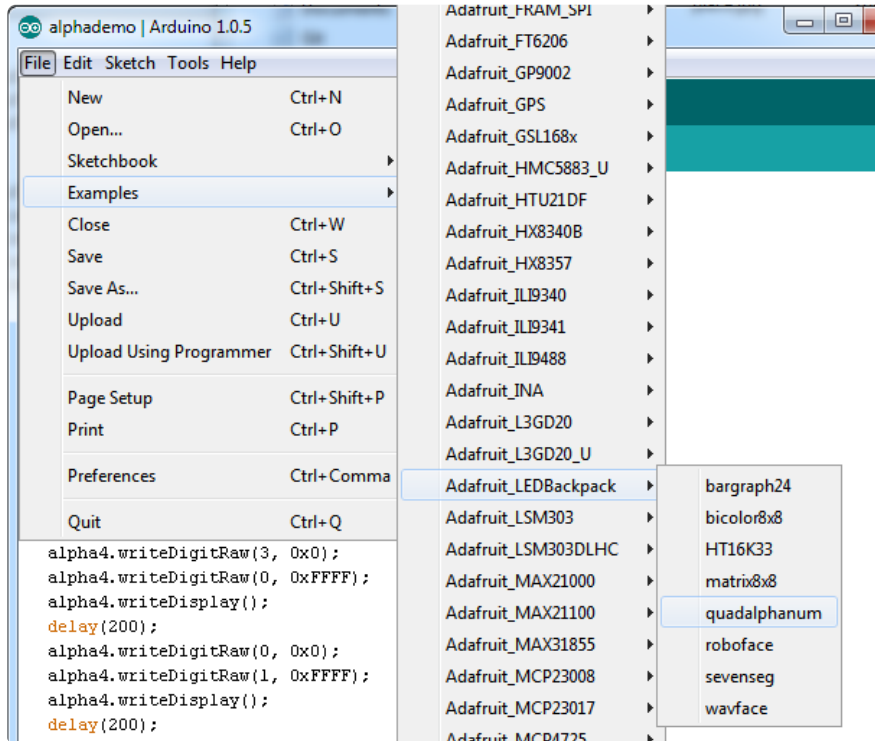 alphademo | Arduino 1.0.5
File Edit Sketch Tools Help
New Ctrl+N
Open... Ctrl+O
Sketchbook
Examples
Close Ctrl+W
Save Ctrl+S
Save As... Ctrl+Shift+S
Upload Ctrl+U
Upload Using Programmer Ctrl+Shift+U
Page Setup Ctrl+Shift+P
Print Ctrl+P
Preferences Ctrl+Comma
Quit Ctrl+Q
alpha4.writeDigitRaw(3, 0x0);
alpha4.writeDigitRaw(0, 0xFFFF);
alpha4.writeDisplay();
delay(200);
alpha4.writeDigitRaw(0, 0x0);
alpha4.writeDigitRaw(1, 0xFFFF);
alpha4.writeDisplay();
delay(200);
Adafruit_FRAM_SPI
Adafruit_FT6206
Adafruit_GP9002
Adafruit_GPS
Adafruit_GSL168x
Adafruit_HMC5883_U
Adafruit_HTU21DF
Adafruit_HX8340B
Adafruit_HX8357
Adafruit_ILI9340
Adafruit_ILI9341
Adafruit_ILI9488
Adafruit_INA
Adafruit_L3GD20
Adafruit_L3GD20_U
Adafruit_LEDBackpack
Adafruit_LSM303
Adafruit_LSM303DLHC
Adafruit_MAX21000
Adafruit_MAX21100
Adafruit_MAX31855
Adafruit_MCP23008
Adafruit_MCP23017
Adafruit_MCP4725
bargraph24
bicolor8x8
HT16K33
matrix8x8
quadalphanum
roboface
sevenseg
wavface